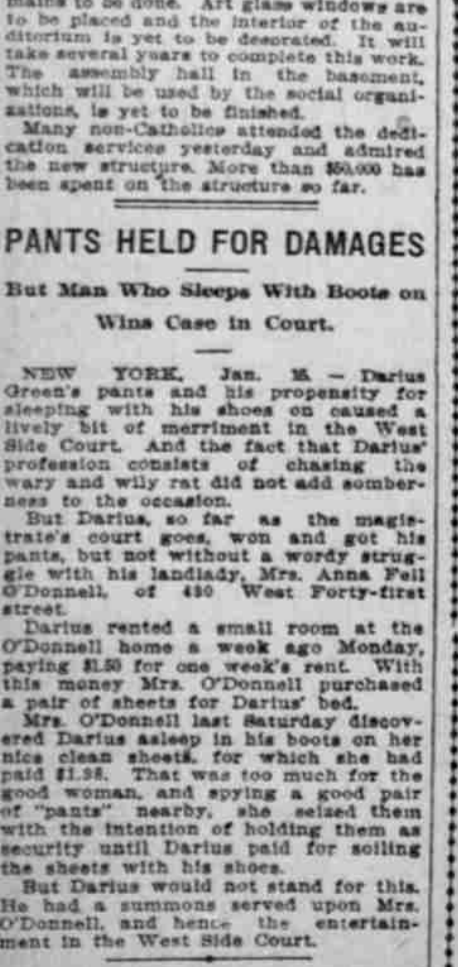 mains to be done. Art glass windows are
to be placed and the interior of the au-
ditorium is yet to be decorated. It will
take several years to complete this work.
The assembly hall in the basement,
which will be used by the social organi-
zations, is yet to be finished.
Many non-Catholics attended the dedi-
cation services yesterday and admired
the new structure. More than $50,000 has
been spent on the structure so far.
PANTS HELD FOR DAMAGES
But Man Who Sleeps With Boots on
Wins Case in Court.
NEW YORK, Jan. — Darius
Green's pants and his propensity for
sleeping with his shoes on caused a
lively bit of merriment in the West
Side Court. And the fact that Darius'
profession consists of chasing the
wary and wily rat did not add somber-
ness to the occasion.
But Darius, so far as the magis-
trate's court goes, won and got his
pants, but not without a wordy strug-
gle with his landlady, Mrs. Anna Feil
O'Donnell, of 430 West Forty-first
street.
Darius rented a small room at the
O'Donnell home a week ago Monday,
paying $1.50 for one week's rent. With
this money Mrs. O'Donnell purchased
a pair of sheets for Darius' bed.
Mrs. O'Donnell last Saturday discov-
ered Darius asleep in his boots on her
nice clean sheets, for which she had
paid $1.98. That was too much for the
good woman, and spying a good pair
of "pants" nearby, she seized them
with the intention of holding them as
security until Darius paid for soiling
the sheets with his shoes.
But Darius would not stand for this.
He had a summons served upon Mrs.
O'Donnell, and hence the entertain-
ment in the West Side Court.